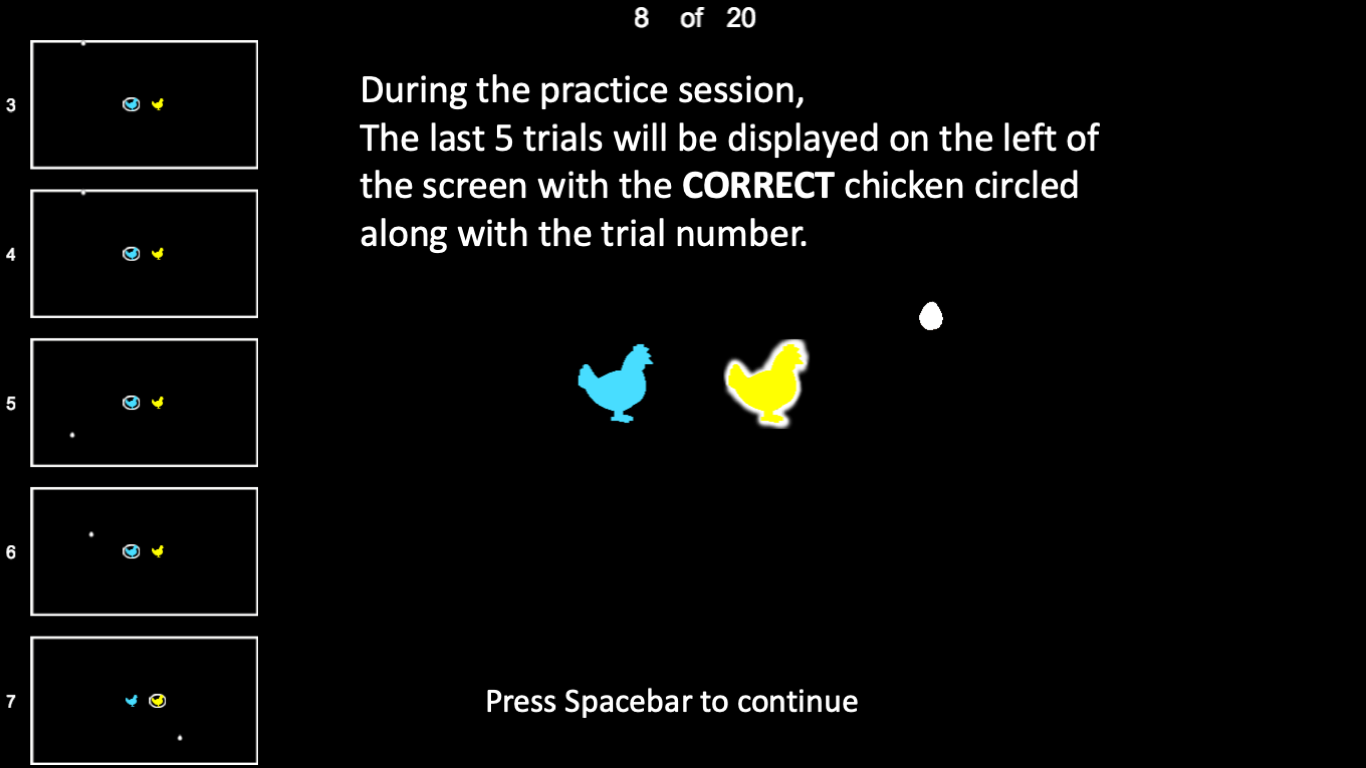 8 of 20
During the practice session,
The last 5 trials will be displayed on the left of
the screen with the CORRECT chicken circled
along with the trial number.
3
4
5
6
7
Press Spacebar to continue